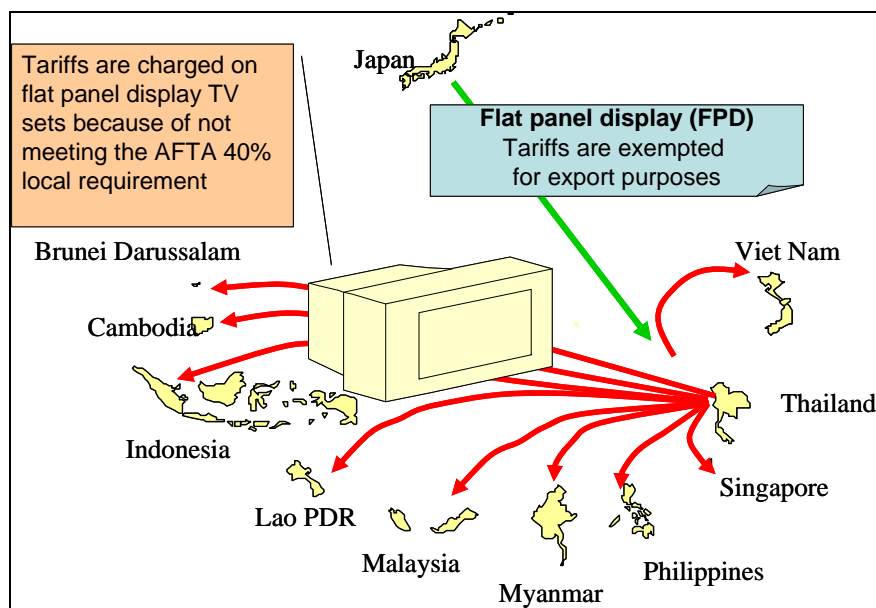 Japan
Tariffs are charged on
flat panel display TV
sets because of not
meeting the AFTA 40%
local requirement
Flat panel display (FPD)
Tariffs are exempted
for export purposes
Brunei Darussalam
Viet Nam
Cambodia
Thailand
Indonesia
Singapore
Lao PDR
Malaysia
Philippines
Myanmar